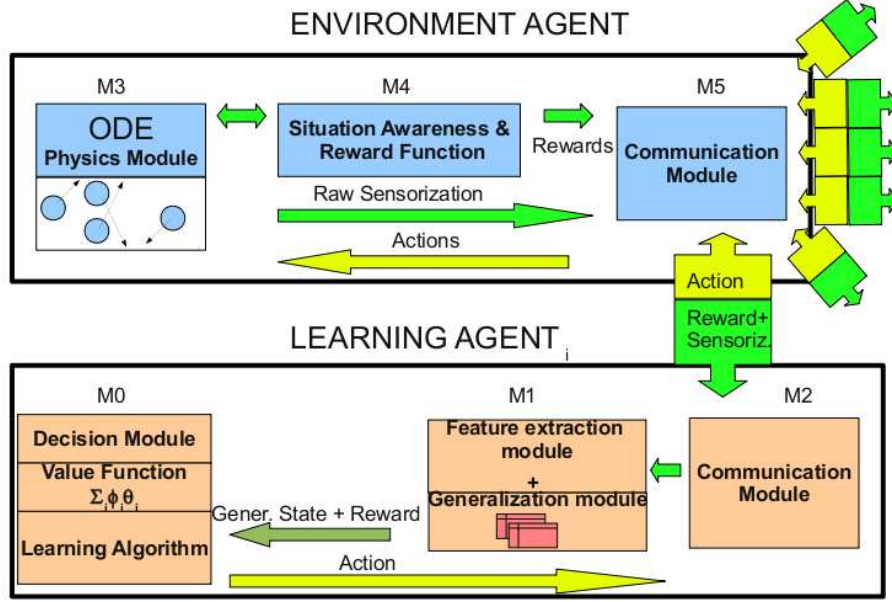 ENVIRONMENT AGENT
M3
M4
M5
ODE
Physics Module
Situation Awareness &
Reward Function
Rewards
Communication
Module
Raw Sensorization
Actions
Action
Reward+
Sensoriz.
LEARNING AGENT i
M0
M1
M2
Decision Module
Value Function
Σiϕiθi
Learning Algorithm
Gener. State + Reward
Feature extraction
module
+
Generalization module
Communication
Module
Action